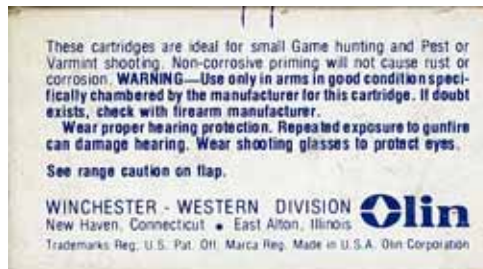 These cartridges are ideal for small Game hunting and Pest or
Varmint shooting. Non-corrosive priming will not cause rust or
corrosion. WARNING—Use only in arms in good condition speci-
fically chambered by the manufacturer for this cartridge. If doubt
exists, check with firearm manufacturer.
Wear proper hearing protection. Repeated exposure to gunfire
can damage hearing. Wear shooting glasses to protect eyes.
See range caution on flap.
WINCHESTER - WESTERN DIVISION Olin
New Haven, Connecticut • East Alton, Illinois
Trademarks Reg. U.S. Pat. Off. Marca Reg. Made in U.S.A. Olin Corporation